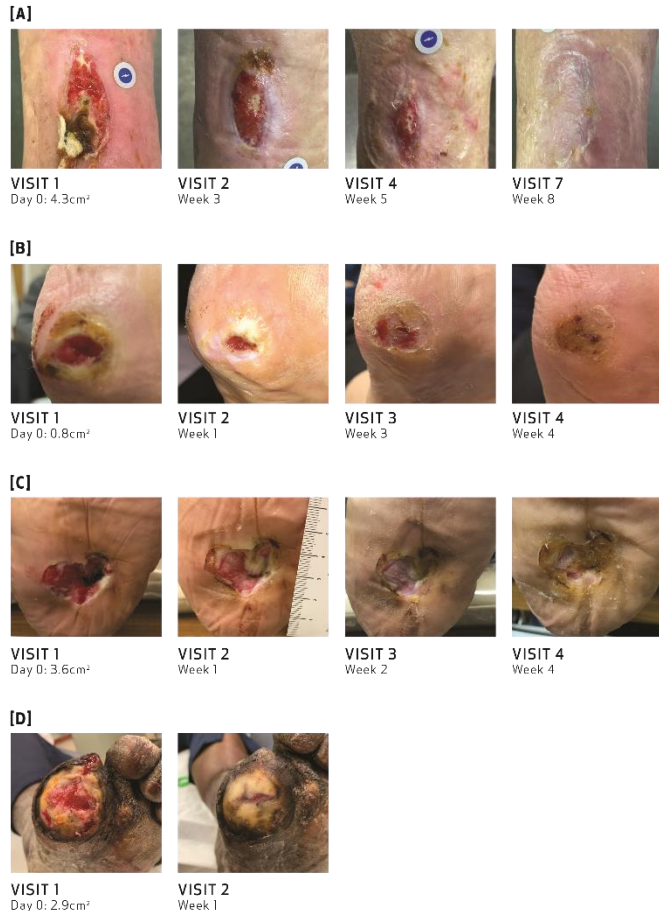 [A]
VISIT 1
Day 0: 4.3cm²
VISIT 2
Week 3
VISIT 4
Week 5
VISIT 7
Week 8
[B]
VISIT 1
Day 0: 0.8cm²
VISIT 2
Week 1
VISIT 3
Week 3
VISIT 4
Week 4
[C]
VISIT 1
Day 0: 3.6cm²
VISIT 2
Week 1
VISIT 3
Week 2
VISIT 4
Week 4
[D]
VISIT 1
Day 0: 2.9cm²
VISIT 2
Week 1